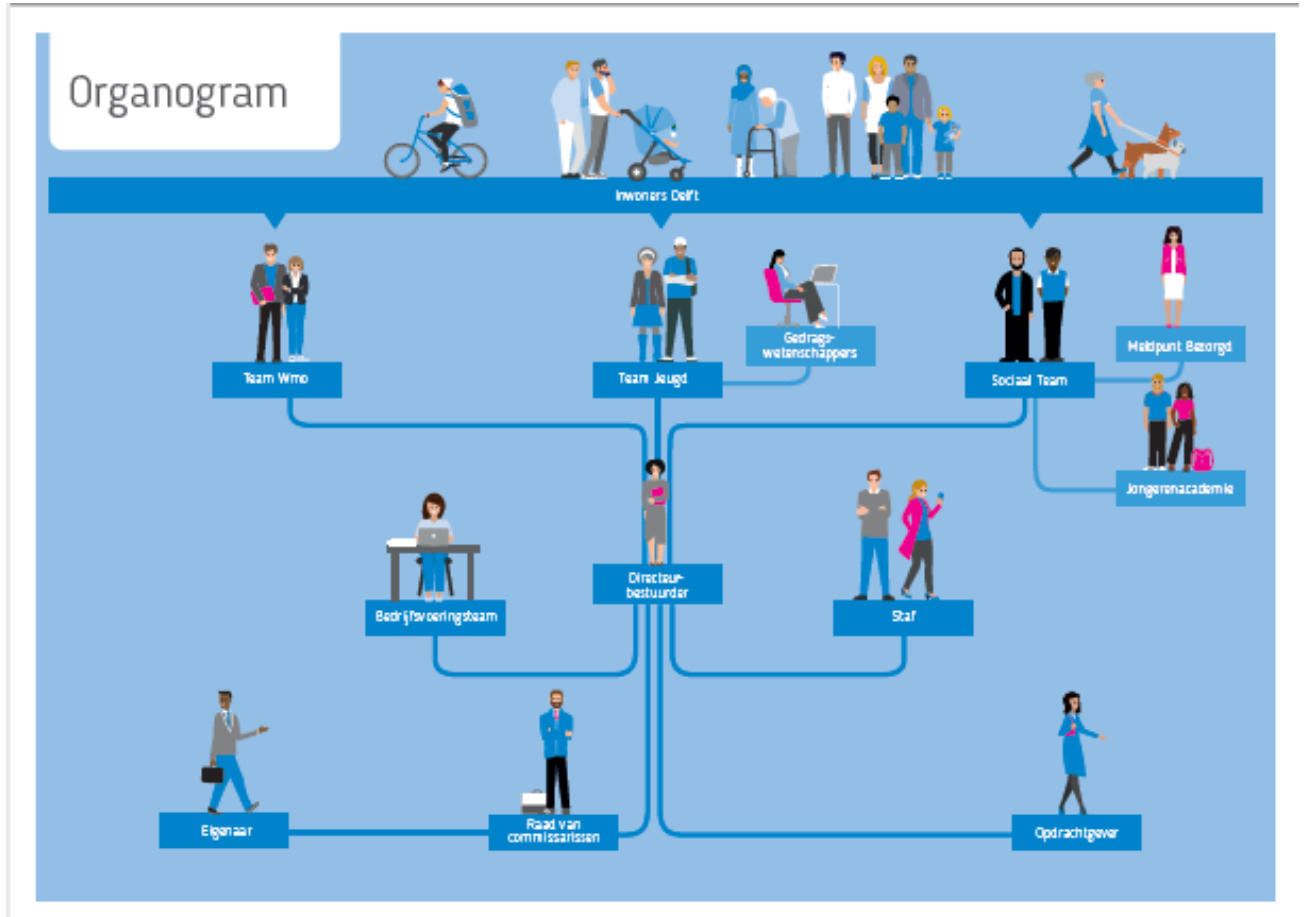 Organogram
Inwoners Delft
Gedrags-
wetenschappers
Meldpunt Bezorgd
Team Wmo
Team Jeugd
Sociaal Team
Jongerenacademie
Directeur-
bestuurder
Bedrijfsvoeringsteam
Staf
Eigenaar
Raad van
commissarissen
Opdrachtgever